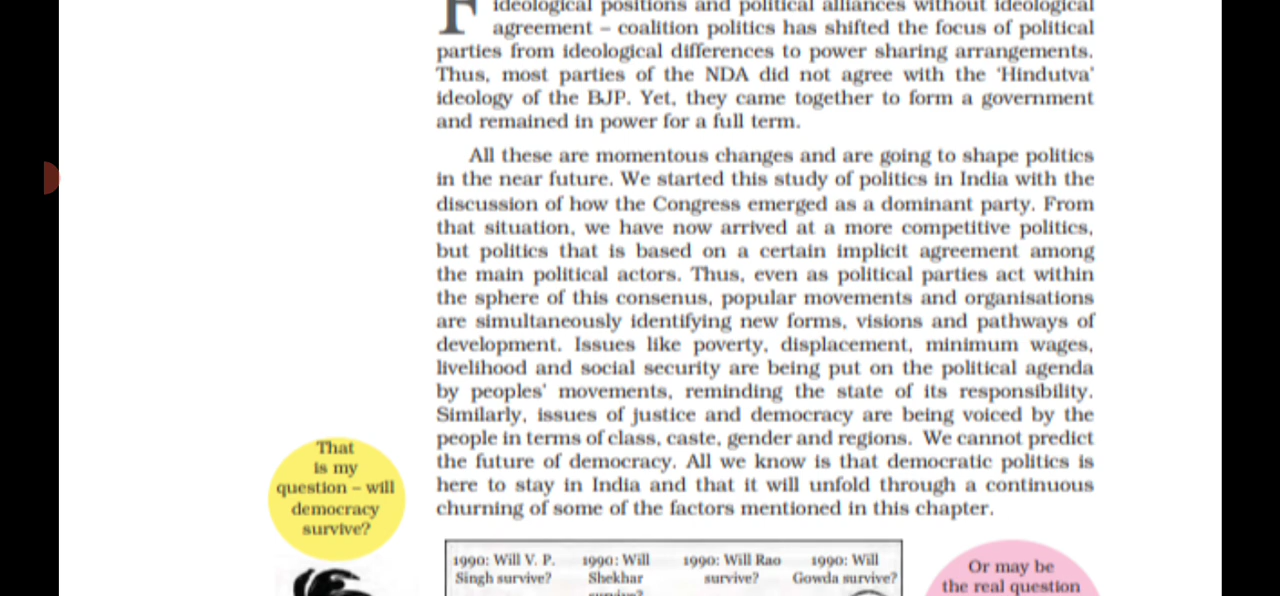 F ideological positions and political alliances without ideological
agreement – coalition politics has shifted the focus of political
parties from ideological differences to power sharing arrangements.
Thus, most parties of the NDA did not agree with the ‘Hindutva’
ideology of the BJP. Yet, they came together to form a government
and remained in power for a full term.
All these are momentous changes and are going to shape politics
in the near future. We started this study of politics in India with the
discussion of how the Congress emerged as a dominant party. From
that situation, we have now arrived at a more competitive politics,
but politics that is based on a certain implicit agreement among
the main political actors. Thus, even as political parties act within
the sphere of this consenus, popular movements and organisations
are simultaneously identifying new forms, visions and pathways of
development. Issues like poverty, displacement, minimum wages,
livelihood and social security are being put on the political agenda
by peoples’ movements, reminding the state of its responsibility.
Similarly, issues of justice and democracy are being voiced by the
people in terms of class, caste, gender and regions. We cannot predict
the future of democracy. All we know is that democratic politics is
here to stay in India and that it will unfold through a continuous
churning of some of the factors mentioned in this chapter.
That
is my
question – will
democracy
survive?
1990: Will V. P.
Singh survive?
1990: Will
Shekhar
survive?
1990: Will Rao
survive?
1990: Will
Gowda survive?
Or may be
the real question